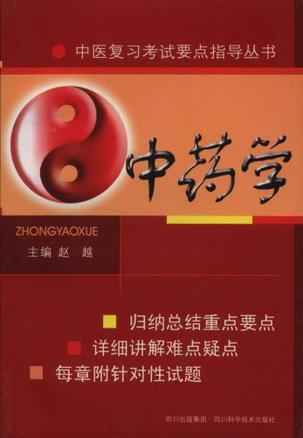 中医复习考试要点指导丛书
中药学
ZHONGYAOXUE
主编 赵 越
归纳总结重点要点
详细讲解难点疑点
每章附针对性试题
四川出版集团·四川科学技术出版社